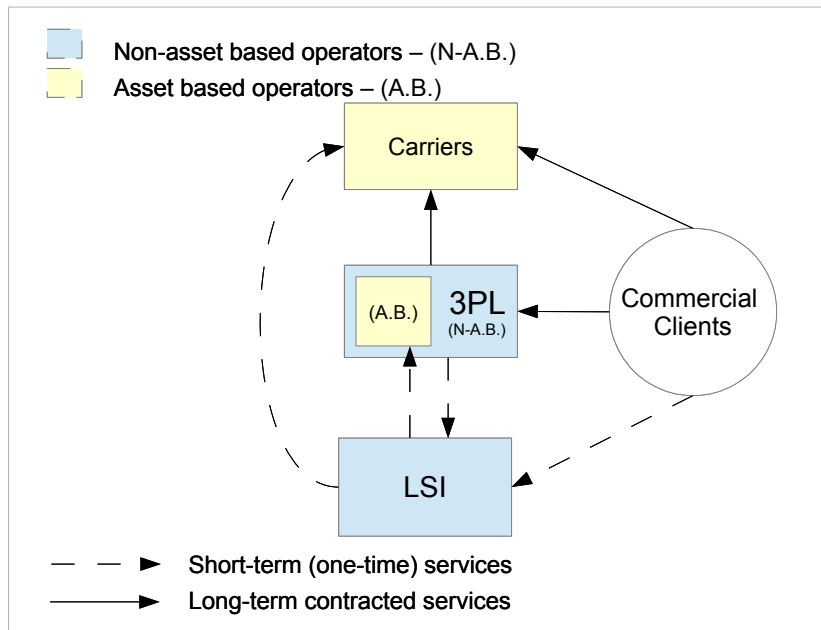 Non-asset based operators – (N-A.B.)
Asset based operators – (A.B.)
Carriers
(A.B.)
3PL
(N-A.B.)
Commercial
Clients
LSI
Short-term (one-time) services
Long-term contracted services